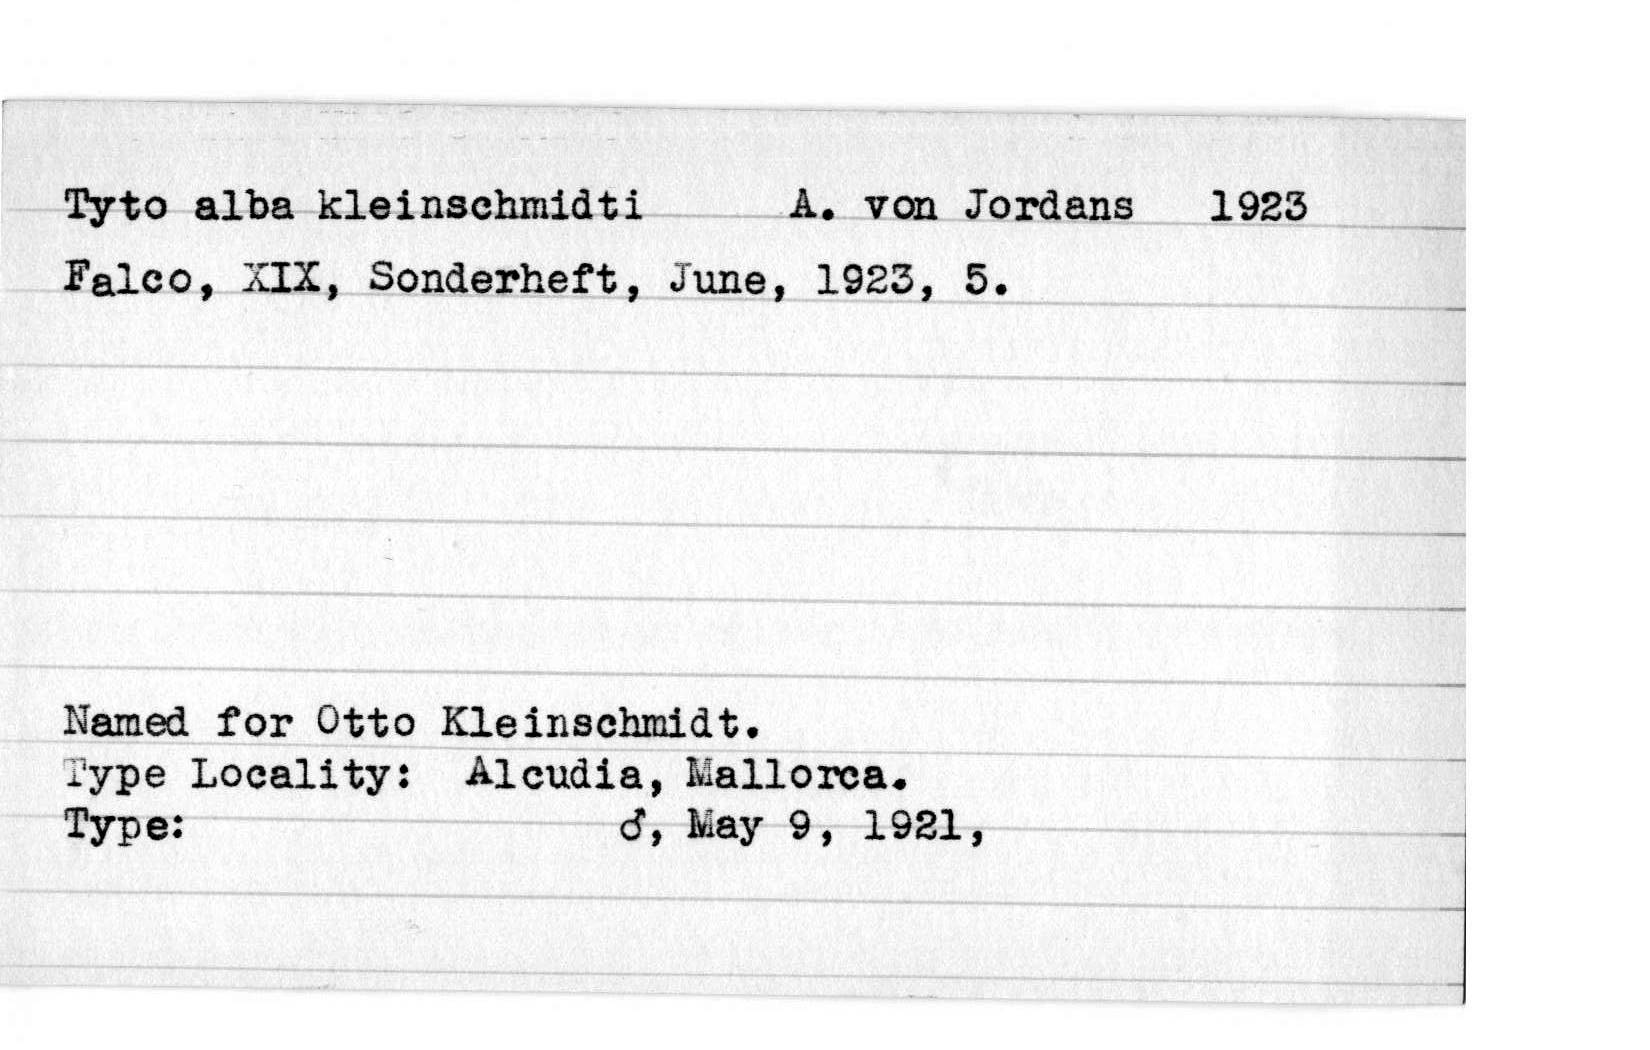 Tyto alba kleinschmidti A. von Jordans 1923
Falco, XIX, Sonderheft, June, 1923, 5.
Named for Otto Kleinschmidt.
Type Locality: Alcudia, Mallorca.
Type: ♂, May 9, 1921,